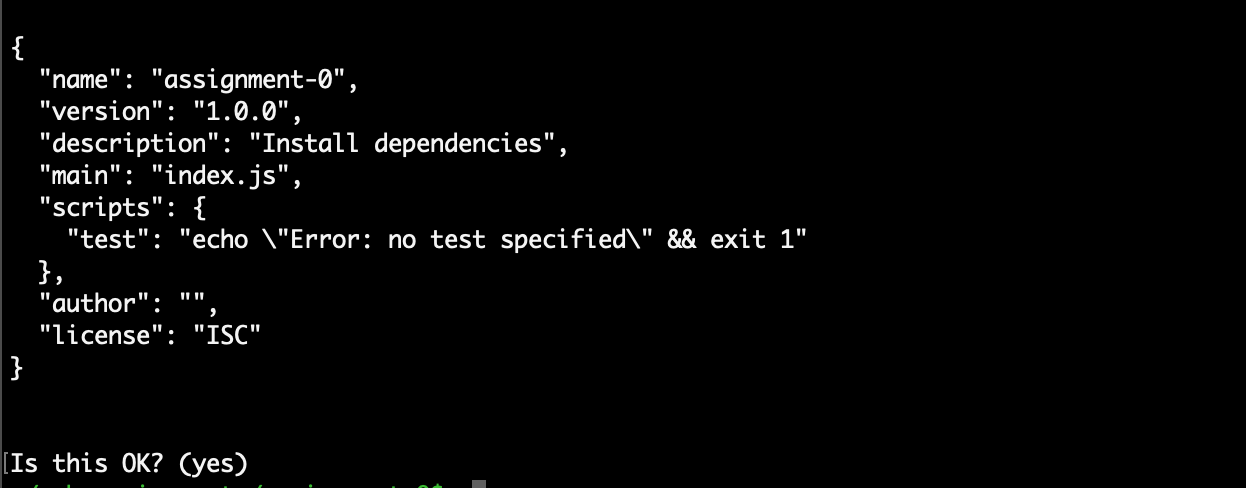 {
  "name": "assignment-0",
  "version": "1.0.0",
  "description": "Install dependencies",
  "main": "index.js",
  "scripts": {
    "test": "echo \"Error: no test specified\" && exit 1"
  },
  "author": "",
  "license": "ISC"
}
Is this OK? (yes)